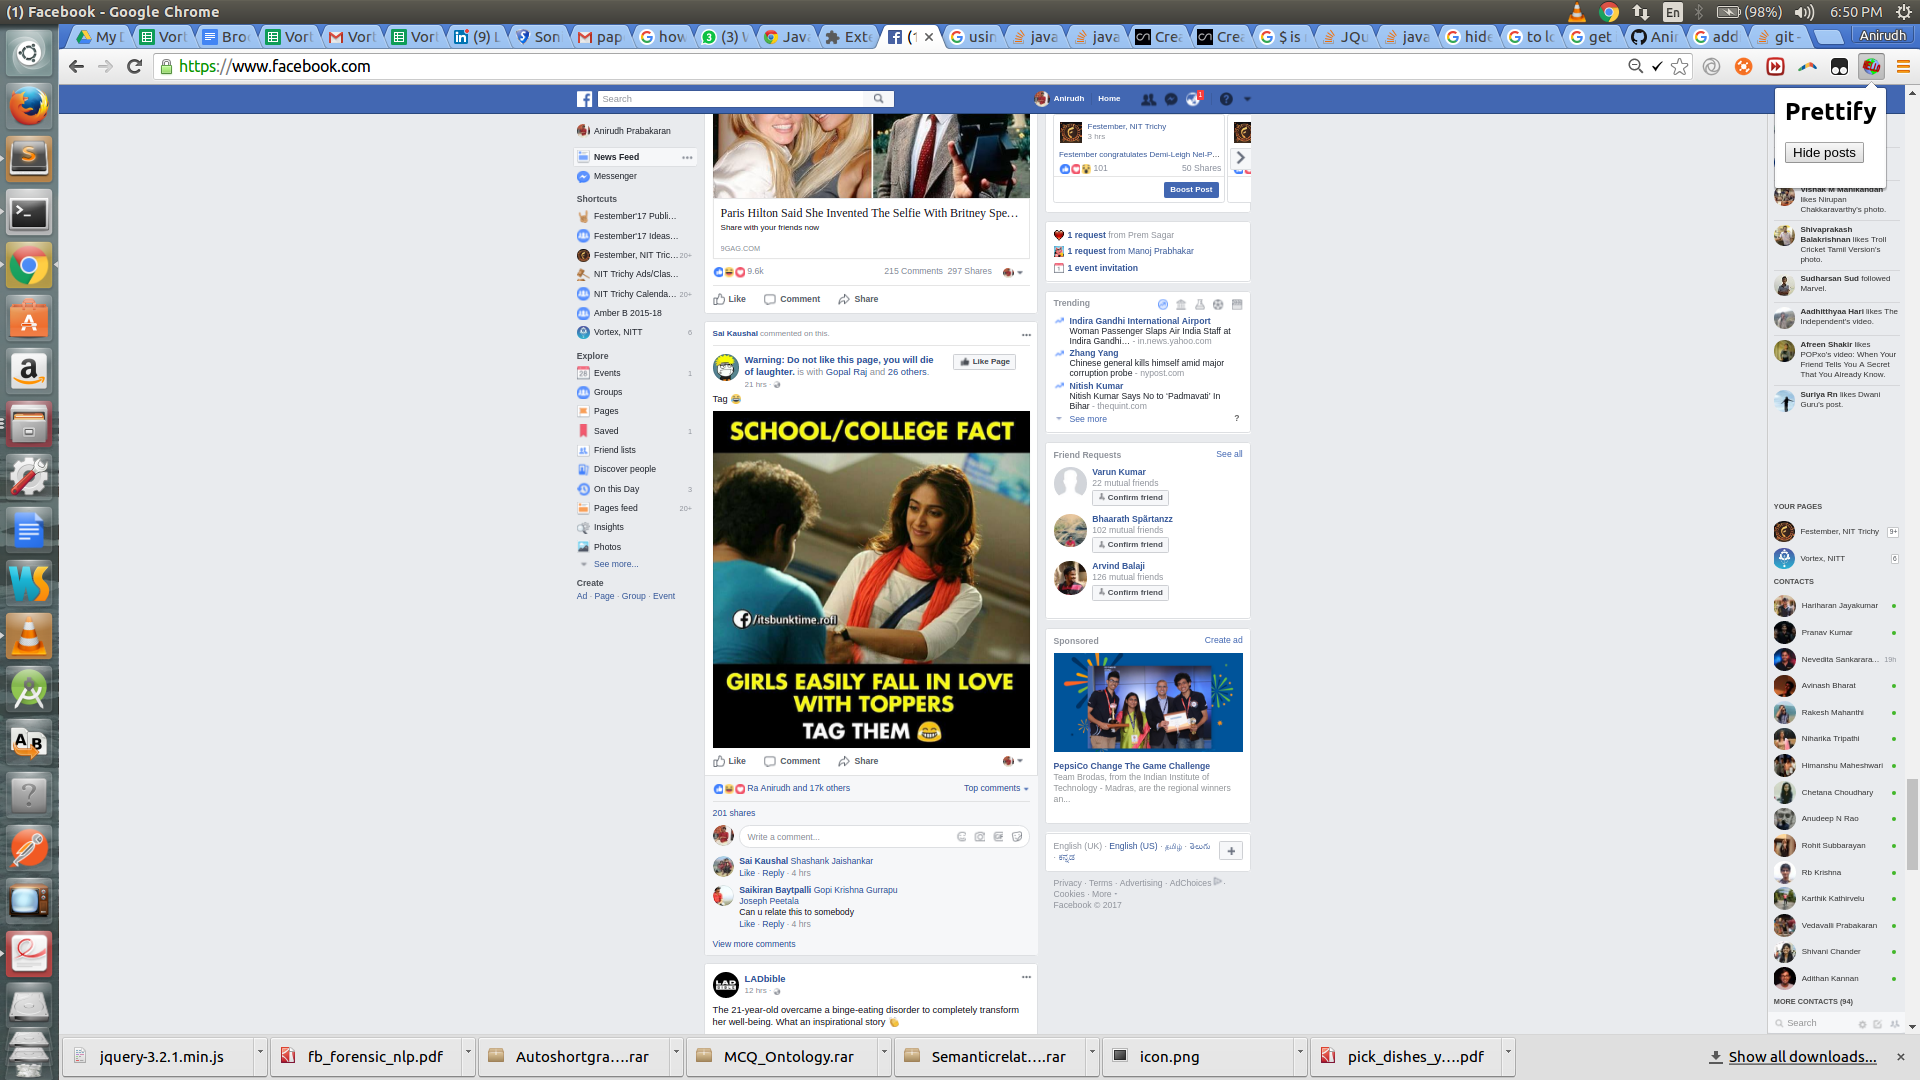 (1) Facebook - Google Chrome
En
(98%)
6:50 PM
My D
Vort
Broc
Vort
Vort
Vort
(9) L
Son
pap
how
(3) W
Java
Exte
(1
usin
java
java
Crea
Crea
$ is
JQu
java
hide
to lo
get
Anir
add
git -
Anirudh
https://www.facebook.com
Search
Anirudh
Home
1
Prettify
Hide posts
Anirudh Prabakaran
News Feed
Messenger
Shortcuts
Festember'17 Publi...
Festember'17 Ideas...
Festember, NIT Tric... 20+
NIT Trichy Ads/Clas...
NIT Trichy Calenda... 20+
Amber B 2015-18
Vortex, NITT 6
Explore
Events 1
Groups
Pages
Saved 1
Friend lists
Discover people
On this Day 3
Pages feed 20+
Insights
Photos
See more...
Create
Ad · Page · Group · Event
Paris Hilton Said She Invented The Selfie With Britney Spe...
Share with your friends now
9GAG.COM
9.6k
215 Comments 297 Shares
Like Comment Share
Sai Kaushal commented on this.
Warning: Do not like this page, you will die
of laughter. is with Gopal Raj and 26 others.
21 hrs ·
Like Page
Tag 😂
SCHOOL/COLLEGE FACT
/itsbunktime.rofl
GIRLS EASILY FALL IN LOVE
WITH TOPPERS
TAG THEM 😂
Like Comment Share
Ra Anirudh and 17k others
Top comments
201 shares
Write a comment...
Sai Kaushal Shashank Jaishankar
Like · Reply · 4 hrs
Saikiran Baytpalli Gopi Krishna Gurrapu
Joseph Peetala
Can u relate this to somebody
Like · Reply · 4 hrs
View more comments
LAD
BIBLE
LADbible
12 hrs ·
The 21-year-old overcame a binge-eating disorder to completely transform
her well-being. What an inspirational story 👏
Festember, NIT Trichy
3 hrs
Festember congratulates Demi-Leigh Nel-P...
101
50 Shares
Boost Post
1 request from Prem Sagar
1 request from Manoj Prabhakar
1 event invitation
Trending
Indira Gandhi International Airport
Woman Passenger Slaps Air India Staff at
Indira Gandhi... - in.news.yahoo.com
Zhang Yang
Chinese general kills himself amid major
corruption probe - nypost.com
Nitish Kumar
Nitish Kumar Says No to 'Padmavati' In
Bihar - thequint.com
See more
?
Friend Requests
See all
Varun Kumar
22 mutual friends
Confirm friend
Bhaarath Spãrtanzz
102 mutual friends
Confirm friend
Arvind Balaji
126 mutual friends
Confirm friend
Sponsored
Create ad
PepsiCo Change The Game Challenge
Team Brodas, from the Indian Institute of
Technology - Madras, are the regional winners
an...
English (UK) · English (US) · தமிழ் · తెలుగు
· ಕನ್ನಡ
Privacy · Terms · Advertising · AdChoices ·
Cookies · More
Facebook © 2017
Vishak M Manikandan
likes Nirupan
Chakkaravarthy's photo.
Shivaprakash
Balakrishnan likes Troll
Cricket Tamil Version's
photo.
Sudharsan Sud followed
Marvel.
Aadhitthyaa Hari likes The
Independent's video.
Afreen Shakir likes
POPxo's video: When Your
Friend Tells You A Secret
That You Already Know.
Suriya Rn likes Dwani
Guru's post.
YOUR PAGES
Festember, NIT Trichy 9+
Vortex, NITT 6
CONTACTS
Hariharan Jayakumar
Pranav Kumar
Nevedita Sankarara... 19h
Avinash Bharat
Rakesh Mahanthi
Niharika Tripathi
Himanshu Maheshwari
Chetana Choudhary
Anudeep N Rao
Rohit Subbarayan
Rb Krishna
Karthik Kathirvelu
Vedavalli Prabakaran
Shivani Chander
Adithan Kannan
MORE CONTACTS (94)
Search
jquery-3.2.1.min.js
fb_forensic_nlp.pdf
Autoshortgra....rar
MCQ_Ontology.rar
Semanticrelat....rar
icon.png
pick_dishes_y....pdf
Show all downloads...